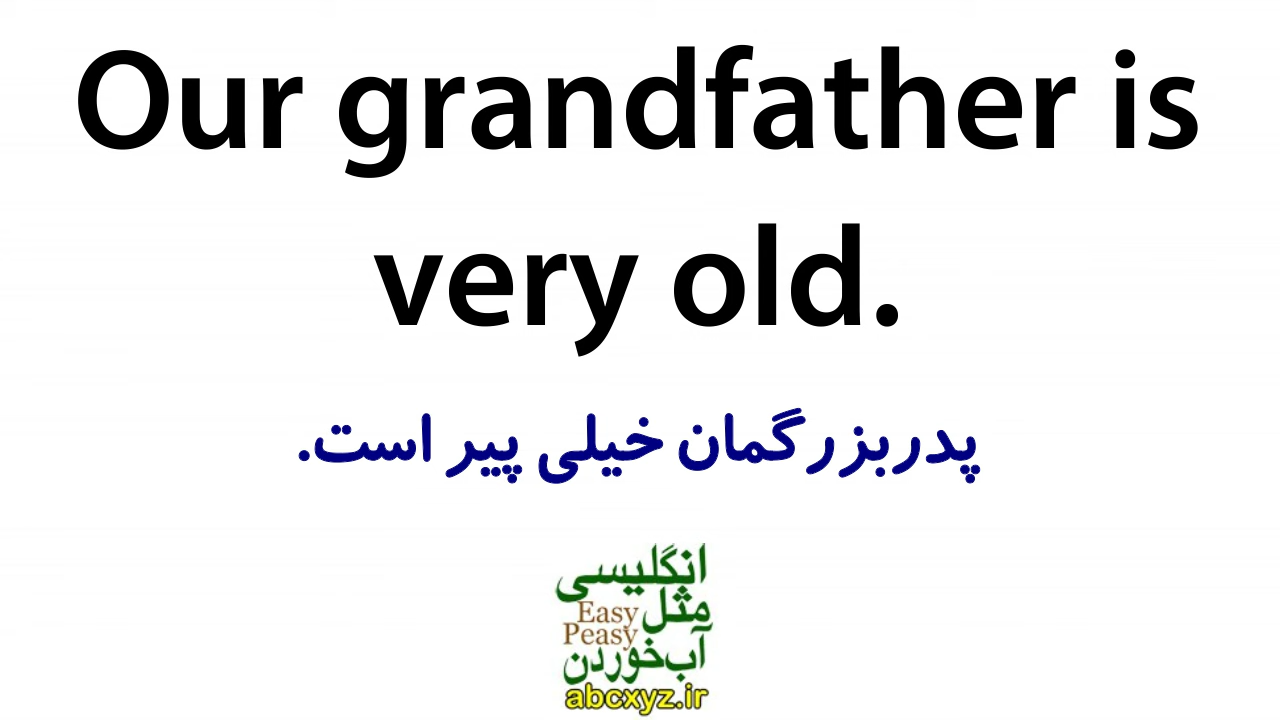 Our grandfather is
very old.
پدربزرگمان خیلی پیر است.
انگلیسی
مثل
Easy
Peasy
آب‌خوردن
abcxyz.ir